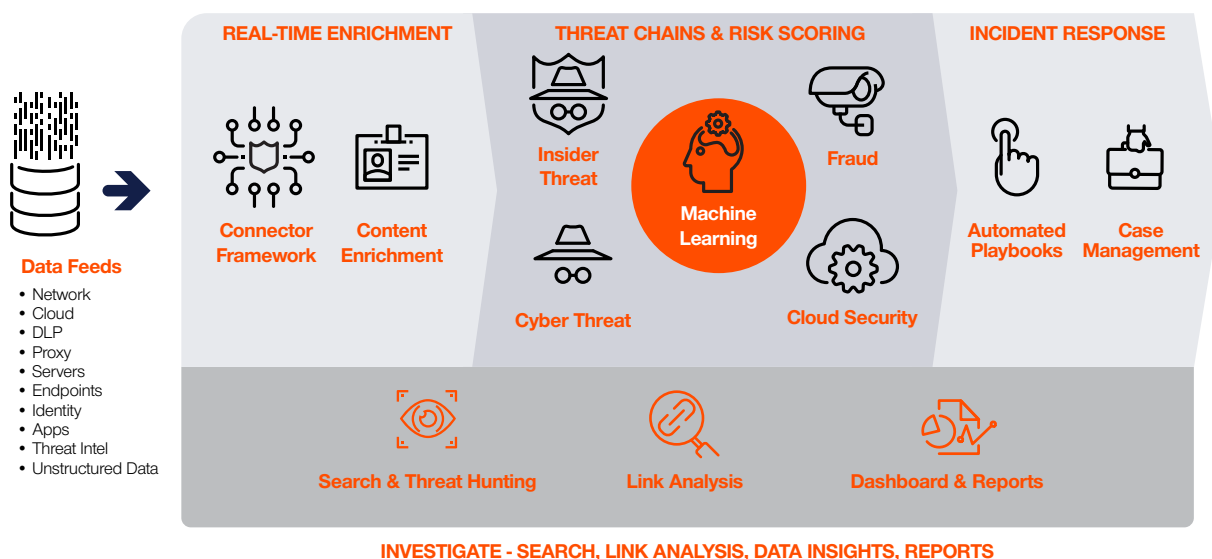 REAL-TIME ENRICHMENT
THREAT CHAINS & RISK SCORING
INCIDENT RESPONSE
Data Feeds
• Network
• Cloud
• DLP
• Proxy
• Servers
• Endpoints
• Identity
• Apps
• Threat Intel
• Unstructured Data
Connector
Framework
Content
Enrichment
Insider
Threat
Cyber Threat
Machine
Learning
Fraud
Cloud Security
Automated
Playbooks
Case
Management
Search & Threat Hunting
Link Analysis
Dashboard & Reports
INVESTIGATE - SEARCH, LINK ANALYSIS, DATA INSIGHTS, REPORTS